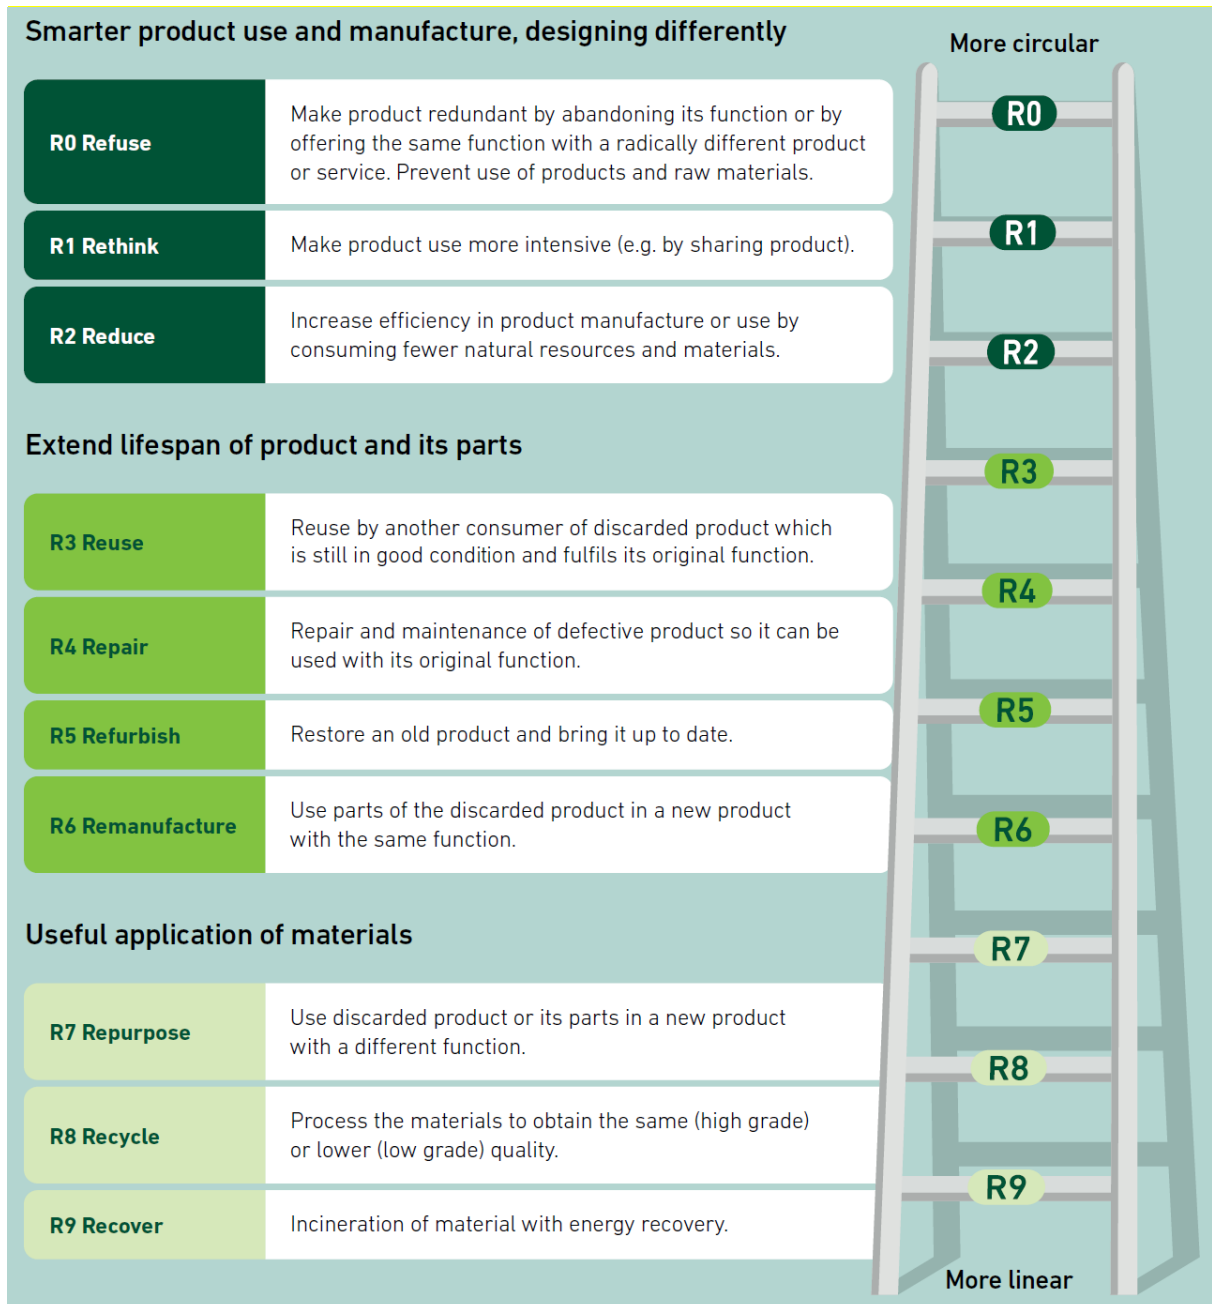 Smarter product use and manufacture, designing differently
More circular
R0 Refuse
Make product redundant by abandoning its function or by
offering the same function with a radically different product
or service. Prevent use of products and raw materials.
R1 Rethink
Make product use more intensive (e.g. by sharing product).
R2 Reduce
Increase efficiency in product manufacture or use by
consuming fewer natural resources and materials.
Extend lifespan of product and its parts
R3 Reuse
Reuse by another consumer of discarded product which
is still in good condition and fulfils its original function.
R4 Repair
Repair and maintenance of defective product so it can be
used with its original function.
R5 Refurbish
Restore an old product and bring it up to date.
R6 Remanufacture
Use parts of the discarded product in a new product
with the same function.
Useful application of materials
R7 Repurpose
Use discarded product or its parts in a new product
with a different function.
R8 Recycle
Process the materials to obtain the same (high grade)
or lower (low grade) quality.
R9 Recover
Incineration of material with energy recovery.
R0
R1
R2
R3
R4
R5
R6
R7
R8
R9
More linear